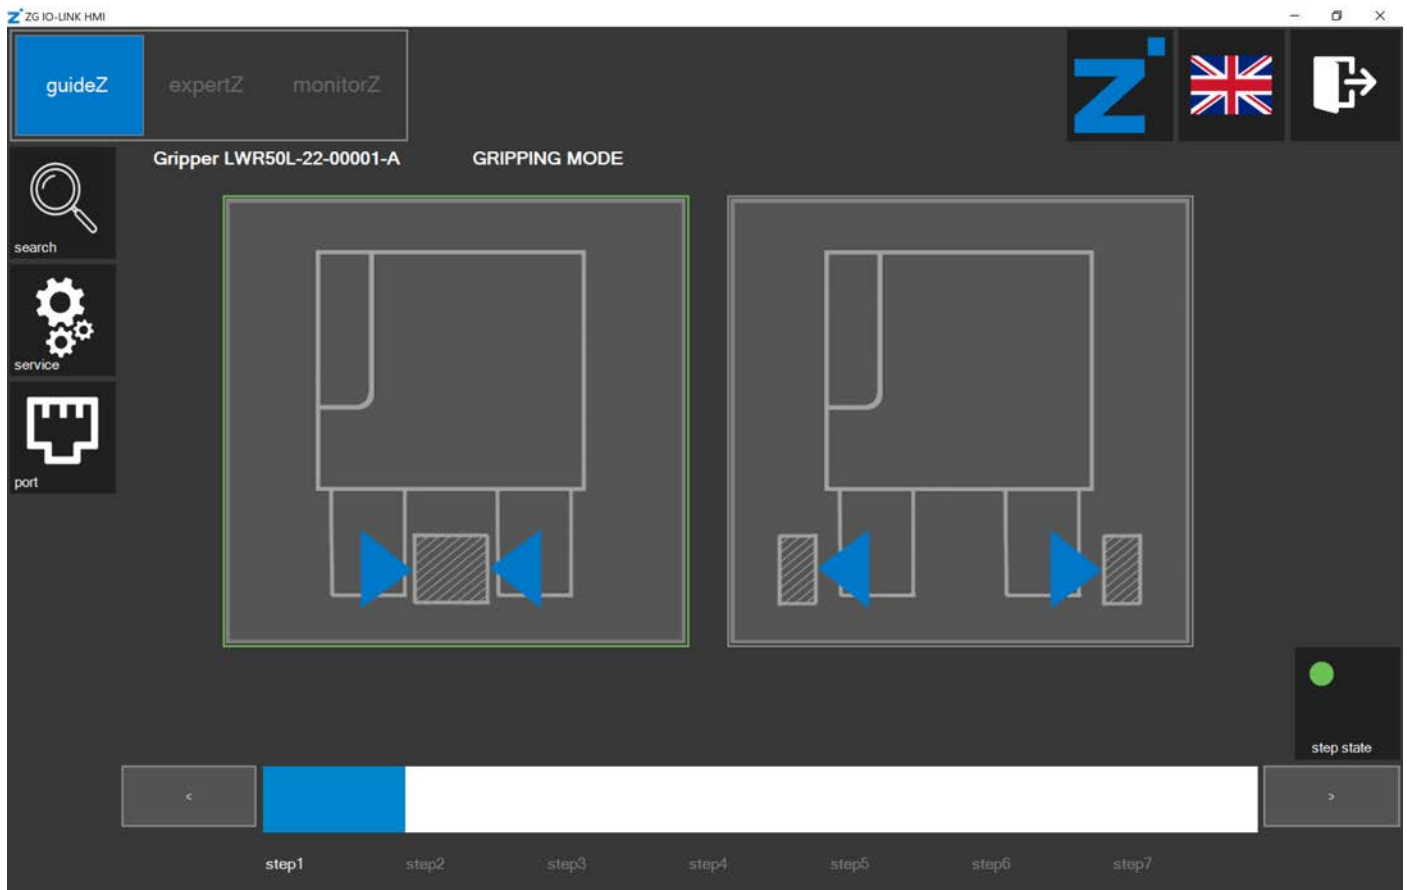 ZG IO-LINK HMI
guideZ expertZ monitorZ
Gripper LWR50L-22-00001-A GRIPPING MODE
search
service
port
step state
< >
step1 step2 step3 step4 step5 step6 step7